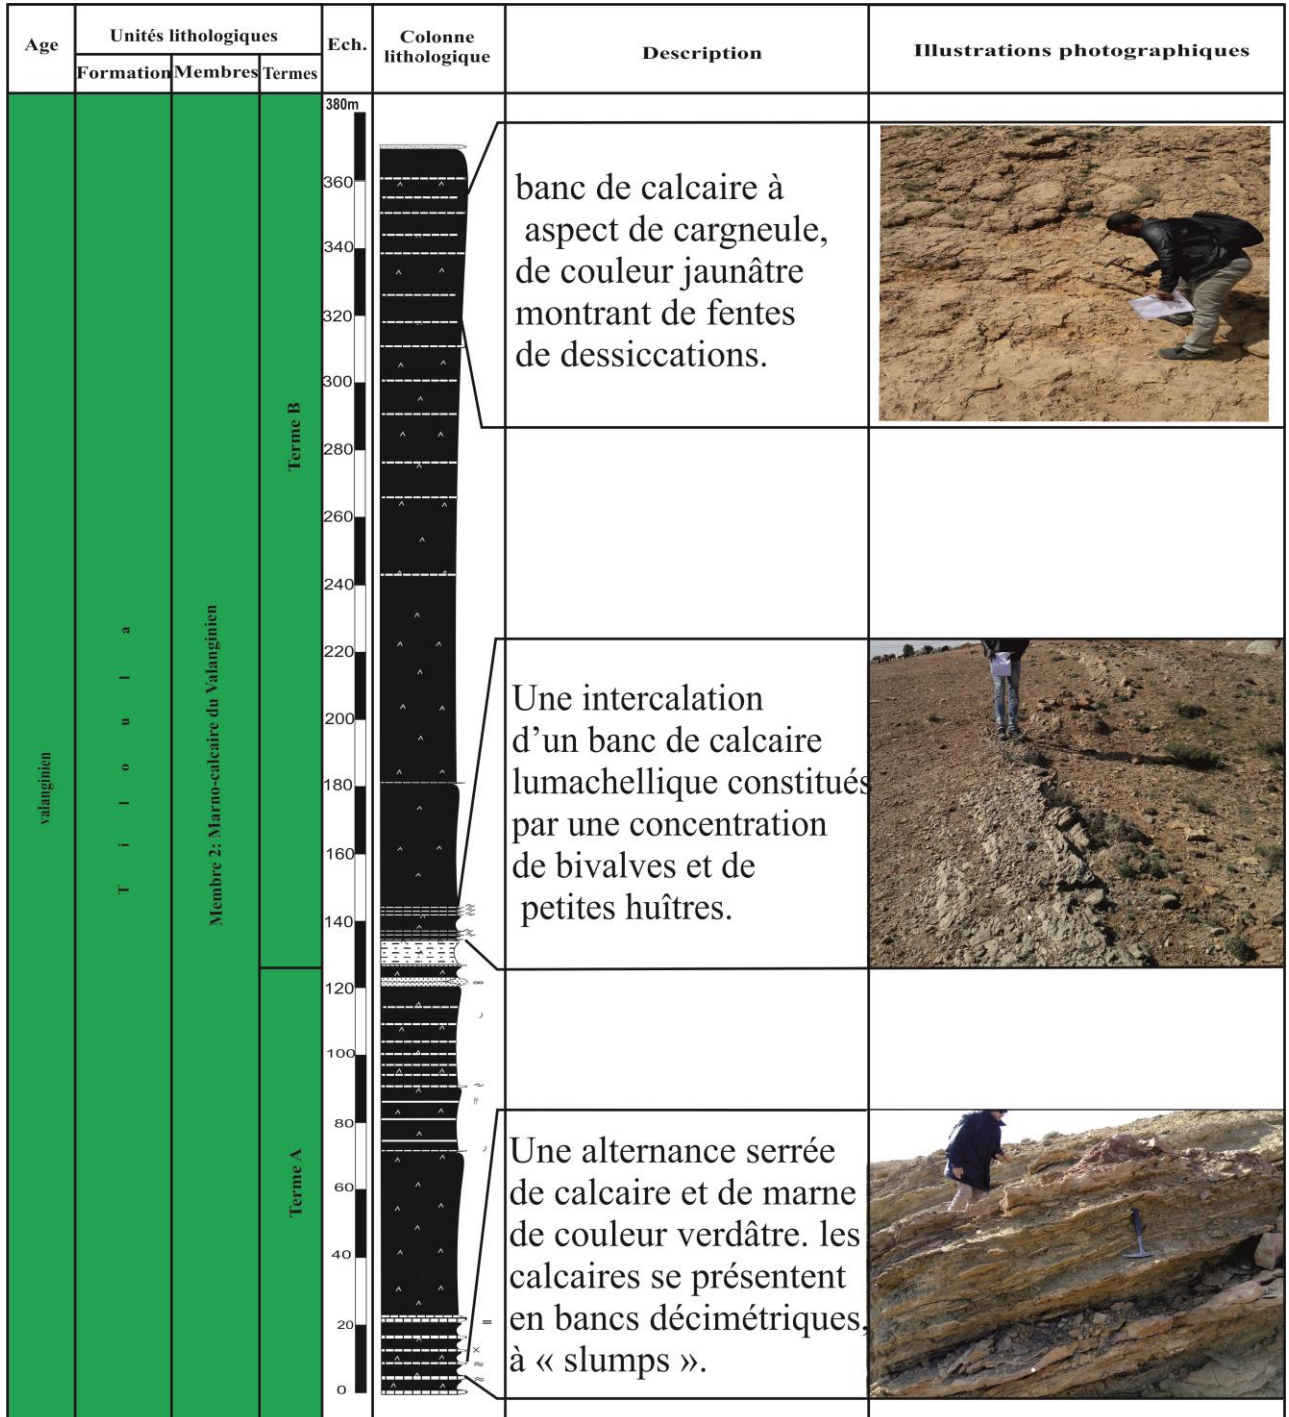 Age
Unités lithologiques
Formation
Membres
Termes
Ech.
Colonne
lithologique
Description
Illustrations photographiques
380m
360
340
320
300
280
260
240
220
200
180
160
140
120
100
80
60
40
20
0
valanginien
T i l o u l a
Membre 2: Marno-calcaire du Valanginien
Terme B
Terme A
banc de calcaire à
aspect de cargneule,
de couleur jaunâtre
montrant de fentes
de dessiccations.
Une intercalation
d’un banc de calcaire
lumachellique constitués
par une concentration
de bivalves et de
petites huîtres.
Une alternance serrée
de calcaire et de marne
de couleur verdâtre. les
calcaires se présentent
en bancs décimétriques,
à « slumps ».